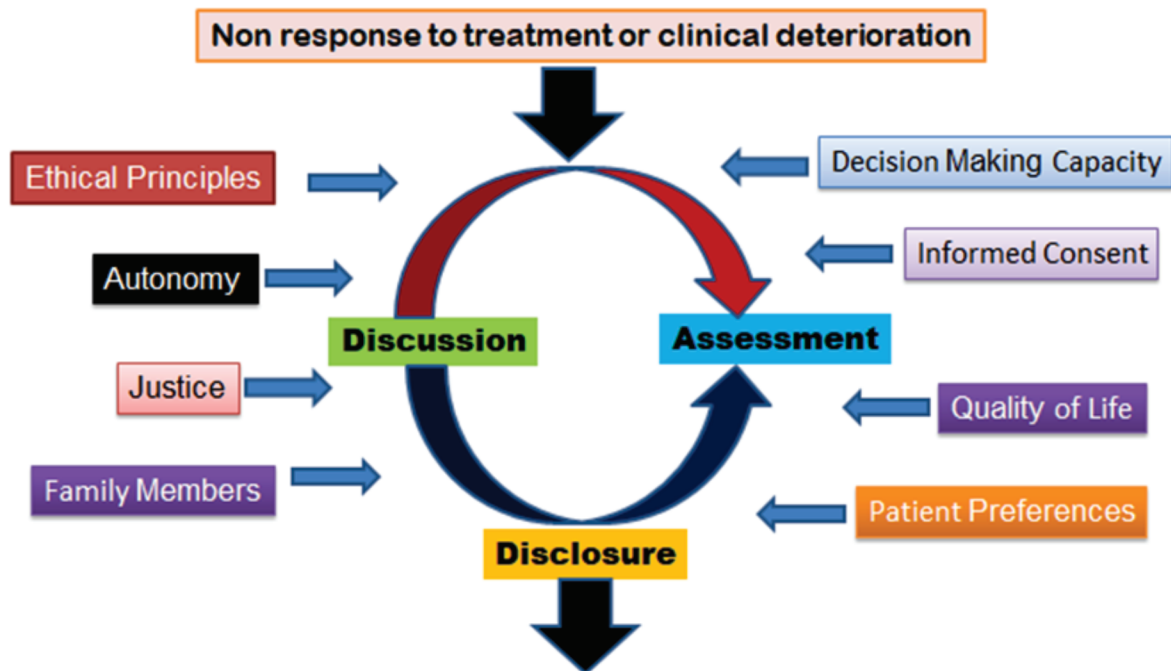 Non response to treatment or clinical deterioration
Ethical Principles
Decision Making Capacity
Autonomy
Informed Consent
Discussion
Assessment
Justice
Quality of Life
Family Members
Patient Preferences
Disclosure